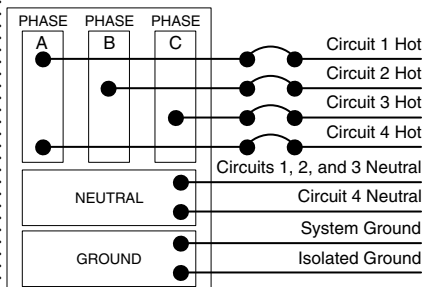 PHASE PHASE PHASE
A B C
Circuit 1 Hot
Circuit 2 Hot
Circuit 3 Hot
Circuit 4 Hot
Circuits 1, 2, and 3 Neutral
NEUTRAL
Circuit 4 Neutral
System Ground
GROUND
Isolated Ground